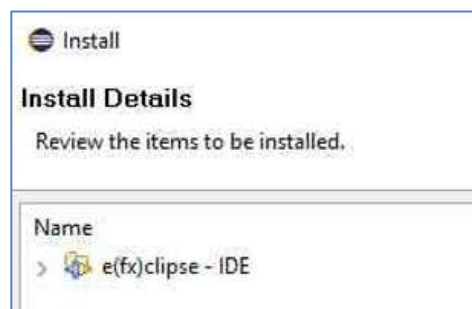 Install
Install Details
Review the items to be installed.
Name
e(fx)clipse - IDE